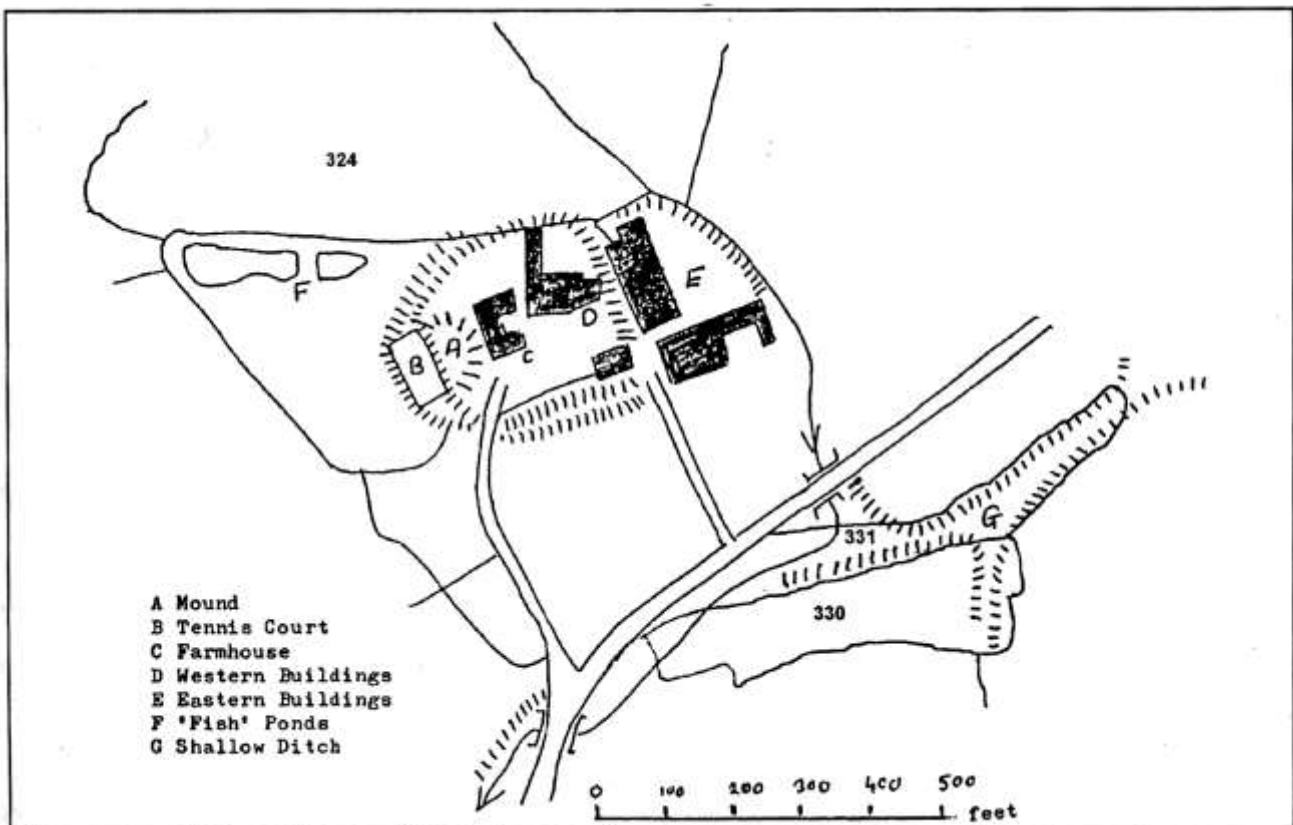 324
F
E
D
A
B
C
G
331
330
A Mound
B Tennis Court
C Farmhouse
D Western Buildings
E Eastern Buildings
F 'Fish' Ponds
G Shallow Ditch
0 100 200 300 400 500
feet